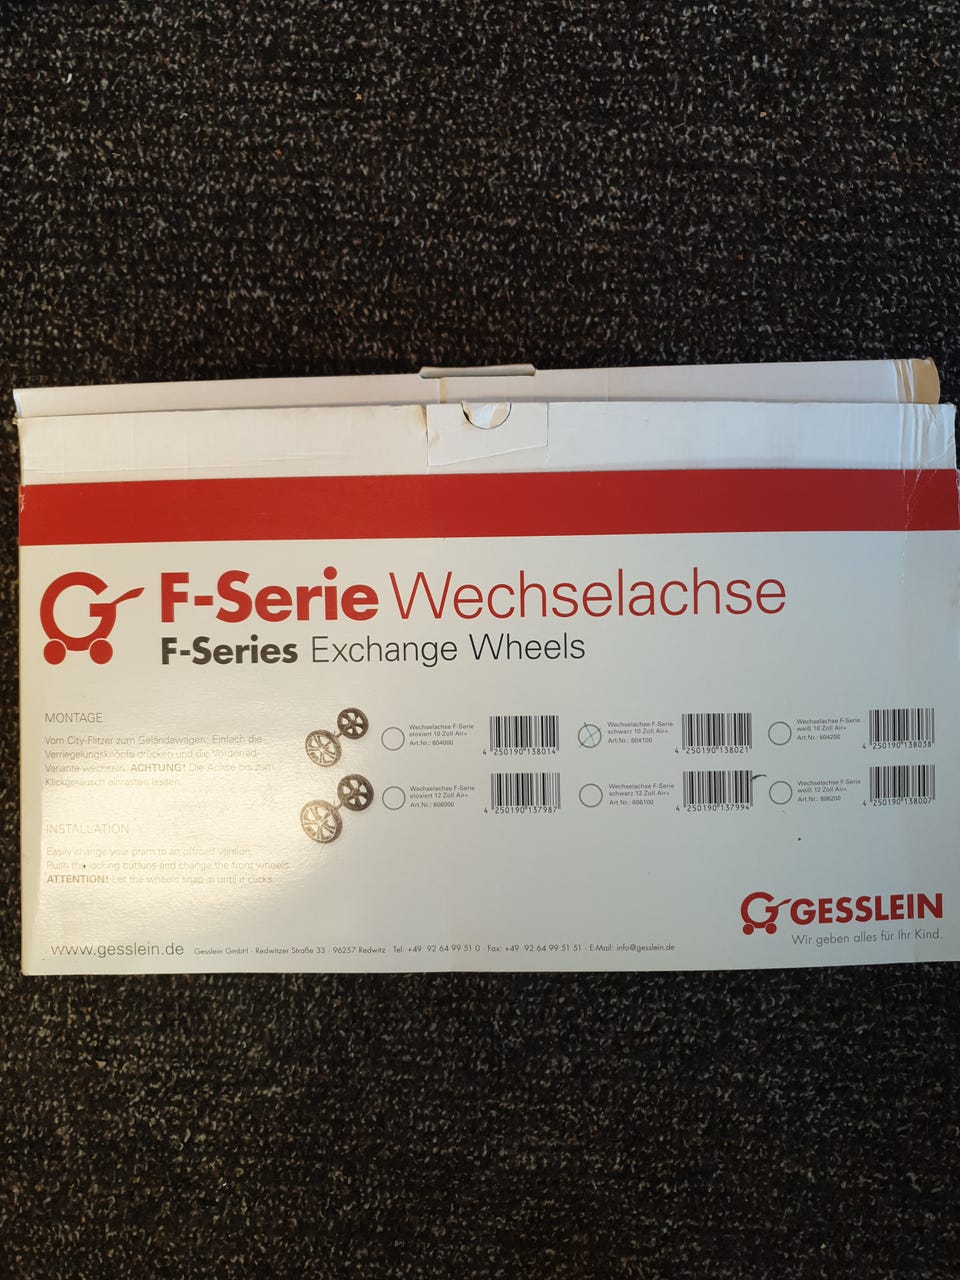 F-Serie Wechselachse
F-Series Exchange Wheels
MONTAGE
Vom City-Flitzer zum Geländewagen: Einfach die
Verriegelungsknöpfe drücken und die Vorderrad-
Variante wechseln. ACHTUNG! Die Achse bis zum
Klickgeräusch einrasten lassen.
INSTALLATION
Easily change your pram to an offroad version.
Push the locking buttons and change the front wheels.
ATTENTION! Let the wheels snap-in until it clicks.
Wechselachse F-Serie
eloxiert 10 Zoll Air+
Art.Nr.: 604000
4 250190 138014
Wechselachse F-Serie
schwarz 10 Zoll Air+
Art.Nr.: 604100
4 250190 138021
Wechselachse F-Serie
weiß 10 Zoll Air+
Art.Nr.: 604200
4 250190 138038
Wechselachse F-Serie
eloxiert 12 Zoll Air+
Art.Nr.: 606000
4 250190 137987
Wechselachse F-Serie
schwarz 12 Zoll Air+
Art.Nr.: 606100
4 250190 137994
Wechselachse F-Serie
weiß 12 Zoll Air+
Art.Nr.: 606200
4 250190 138007
GESSLEIN
Wir geben alles für Ihr Kind.
www.gesslein.de Gesslein GmbH · Redwitzer Straße 33 · 96257 Redwitz · Tel: +49 92 64 99 51 0 · Fax: +49 92 64 99 51 51 · E-Mail: info@gesslein.de